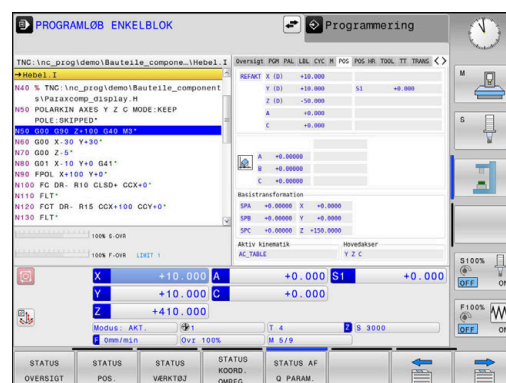 PROGRAMLØB ENKELBLOK
Programmering
TNC:\nc_prog\demo\Bauteile_compone…\Hebel.I
→Hebel.I
N40 % TNC:\nc_prog\demo\Bauteile_component
s\Paraxcomp_display.H
N50 POLARKIN AXES Y Z C MODE:KEEP
POLE:SKIPPED*
N50 G00 G90 Z+100 G40 M3*
N60 G00 X-30 Y+30*
N70 G00 Z-5*
N80 G01 X-10 Y+0 G41*
N90 FPOL X+100 Y+0*
N100 FC DR- R10 CLSD+ CCX+0*
N110 FLT*
N120 FCT DR- R15 CCX+100 CCY+0*
N130 FLT*
100% S-OVR
100% F-OVR LIMIT 1
Oversigt PGM PAL LBL CYC M POS POS HR TOOL TT TRANS
REFAKT X (D) +10.000
Y (D) +10.000 S1 +0.000
Z (D) -50.000
A +0.000
C +0.000
A +0.00000
B +0.00000
C +0.00000
Basistransformation
SPA +0.00000 X +0.0000
SPB +0.00000 Y +0.0000
SPC +0.00000 Z +150.0000
Aktiv kinematik Hovedakser
AC_TABLE Y Z C
X +10.000 A +0.000 S1 +0.000
Y +10.000 C +0.000
Z +410.000
Modus: AKT. 1 T 4 Z S 3000
F 0mm/min Ovr 100% M 5/9
M
S
S100%
OFF ON
F100%
OFF ON
STATUS OVERSIGT
STATUS POS.
STATUS VÆRKTØJ
STATUS KOORD. OMREG.
STATUS AF Q PARAM.